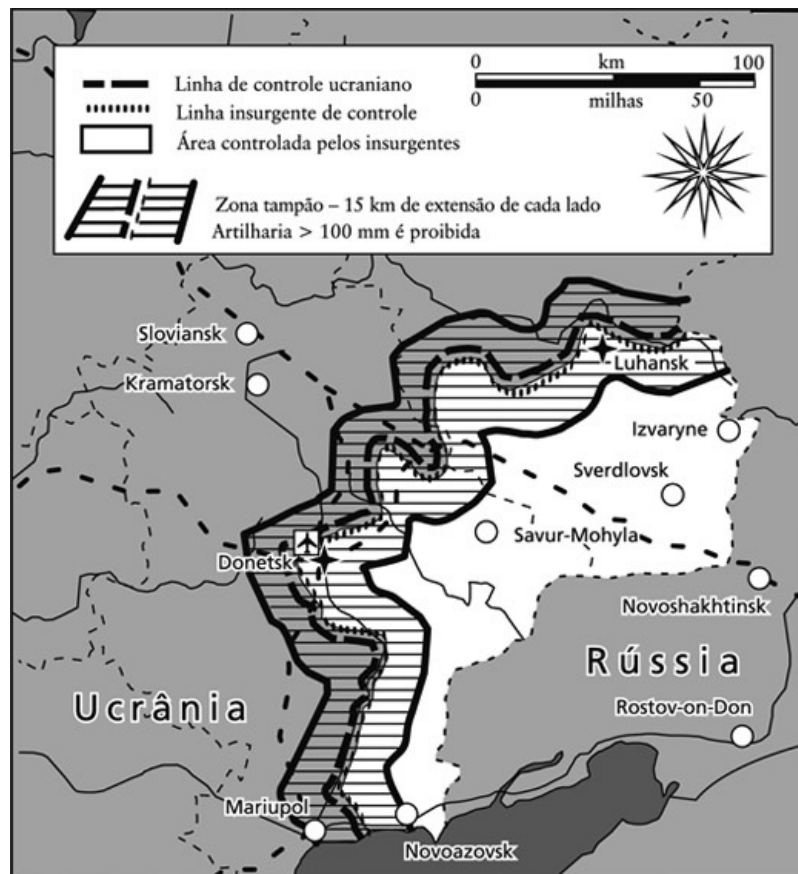 0 km 100
0 milhas 50
Linha de controle ucraniano
Linha insurgente de controle
Área controlada pelos insurgentes
Zona tampão – 15 km de extensão de cada lado
Artilharia > 100 mm é proibida
Sloviansk
Kramatorsk
Luhansk
Izvaryne
Sverdlovsk
Savur-Mohyla
Donetsk
Novoshakhtinsk
Rússia
Ucrânia
Rostov-on-Don
Mariupol
Novoazovsk